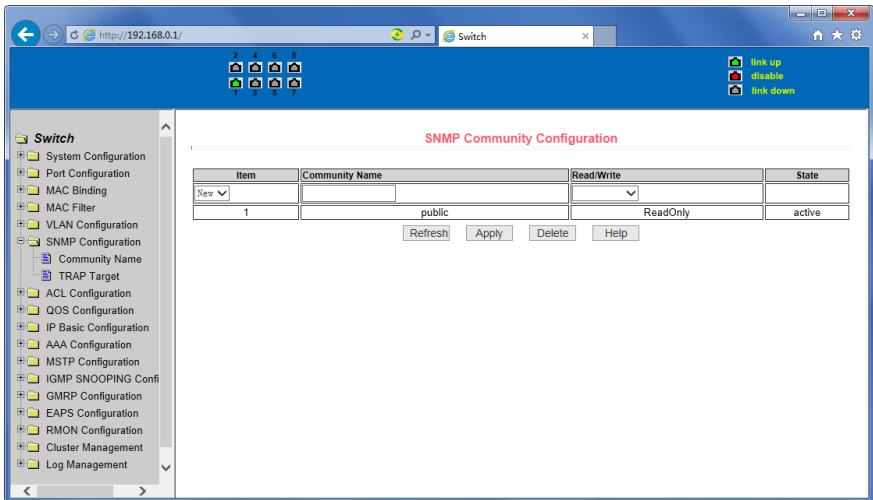 http://192.168.0.1/
Switch
2 4 6 8
1 3 5 7
link up
disable
link down
Switch
System Configuration
Port Configuration
MAC Binding
MAC Filter
VLAN Configuration
SNMP Configuration
Community Name
TRAP Target
ACL Configuration
QOS Configuration
IP Basic Configuration
AAA Configuration
MSTP Configuration
IGMP SNOOPING Confi
GMRP Configuration
EAPS Configuration
RMON Configuration
Cluster Management
Log Management
SNMP Community Configuration
Item Community Name Read/Write State
New
1 public ReadOnly active
Refresh Apply Delete Help